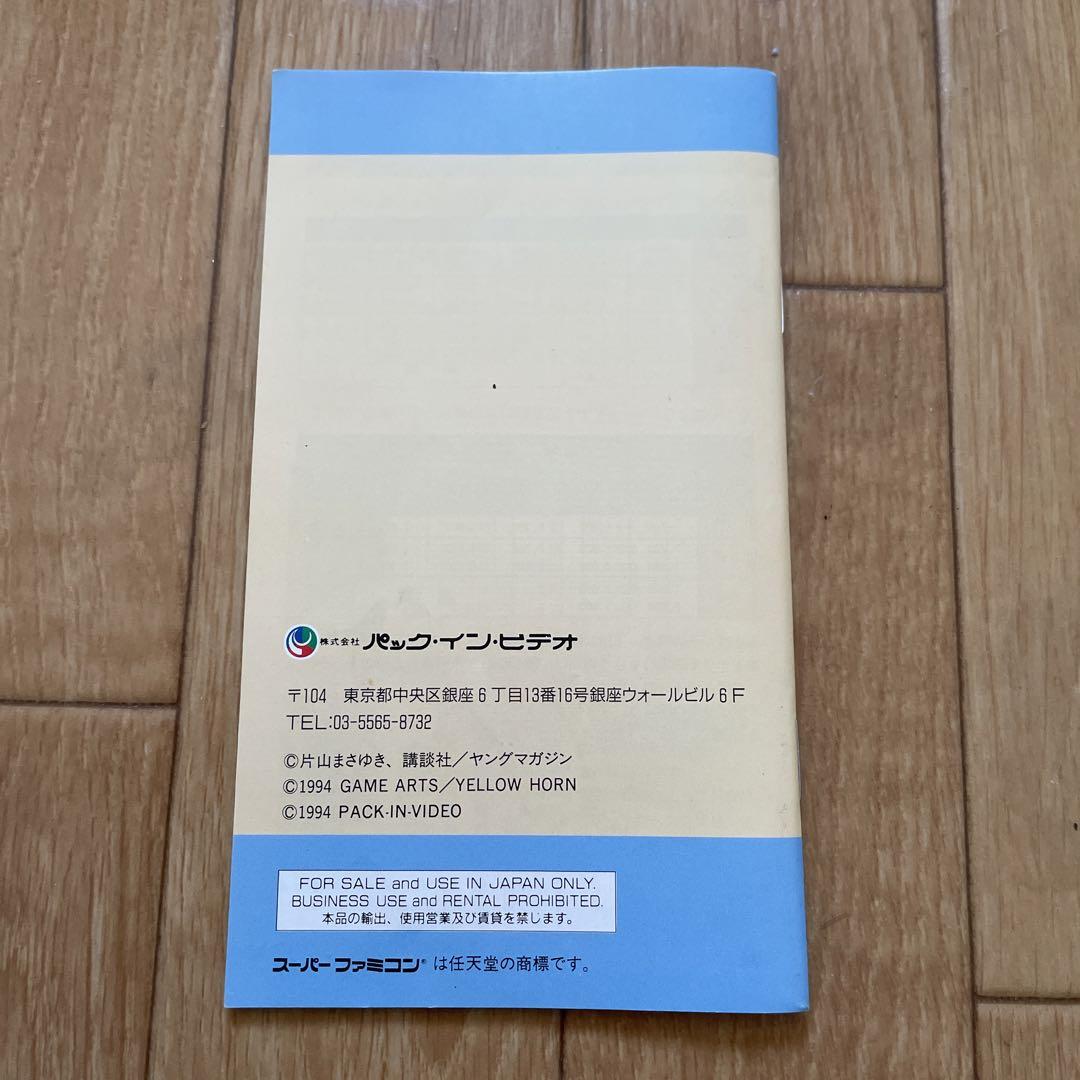 株式会社 パック・イン・ビデオ
〒104 東京都中央区銀座6丁目13番16号銀座ウォールビル6F
TEL:03-5565-8732
©片山まさゆき、講談社／ヤングマガジン
©1994 GAME ARTS／YELLOW HORN
©1994 PACK-IN-VIDEO
FOR SALE and USE IN JAPAN ONLY.
BUSINESS USE and RENTAL PROHIBITED.
本品の輸出、使用営業及び賃貸を禁じます。
スーパーファミコン® は任天堂の商標です。